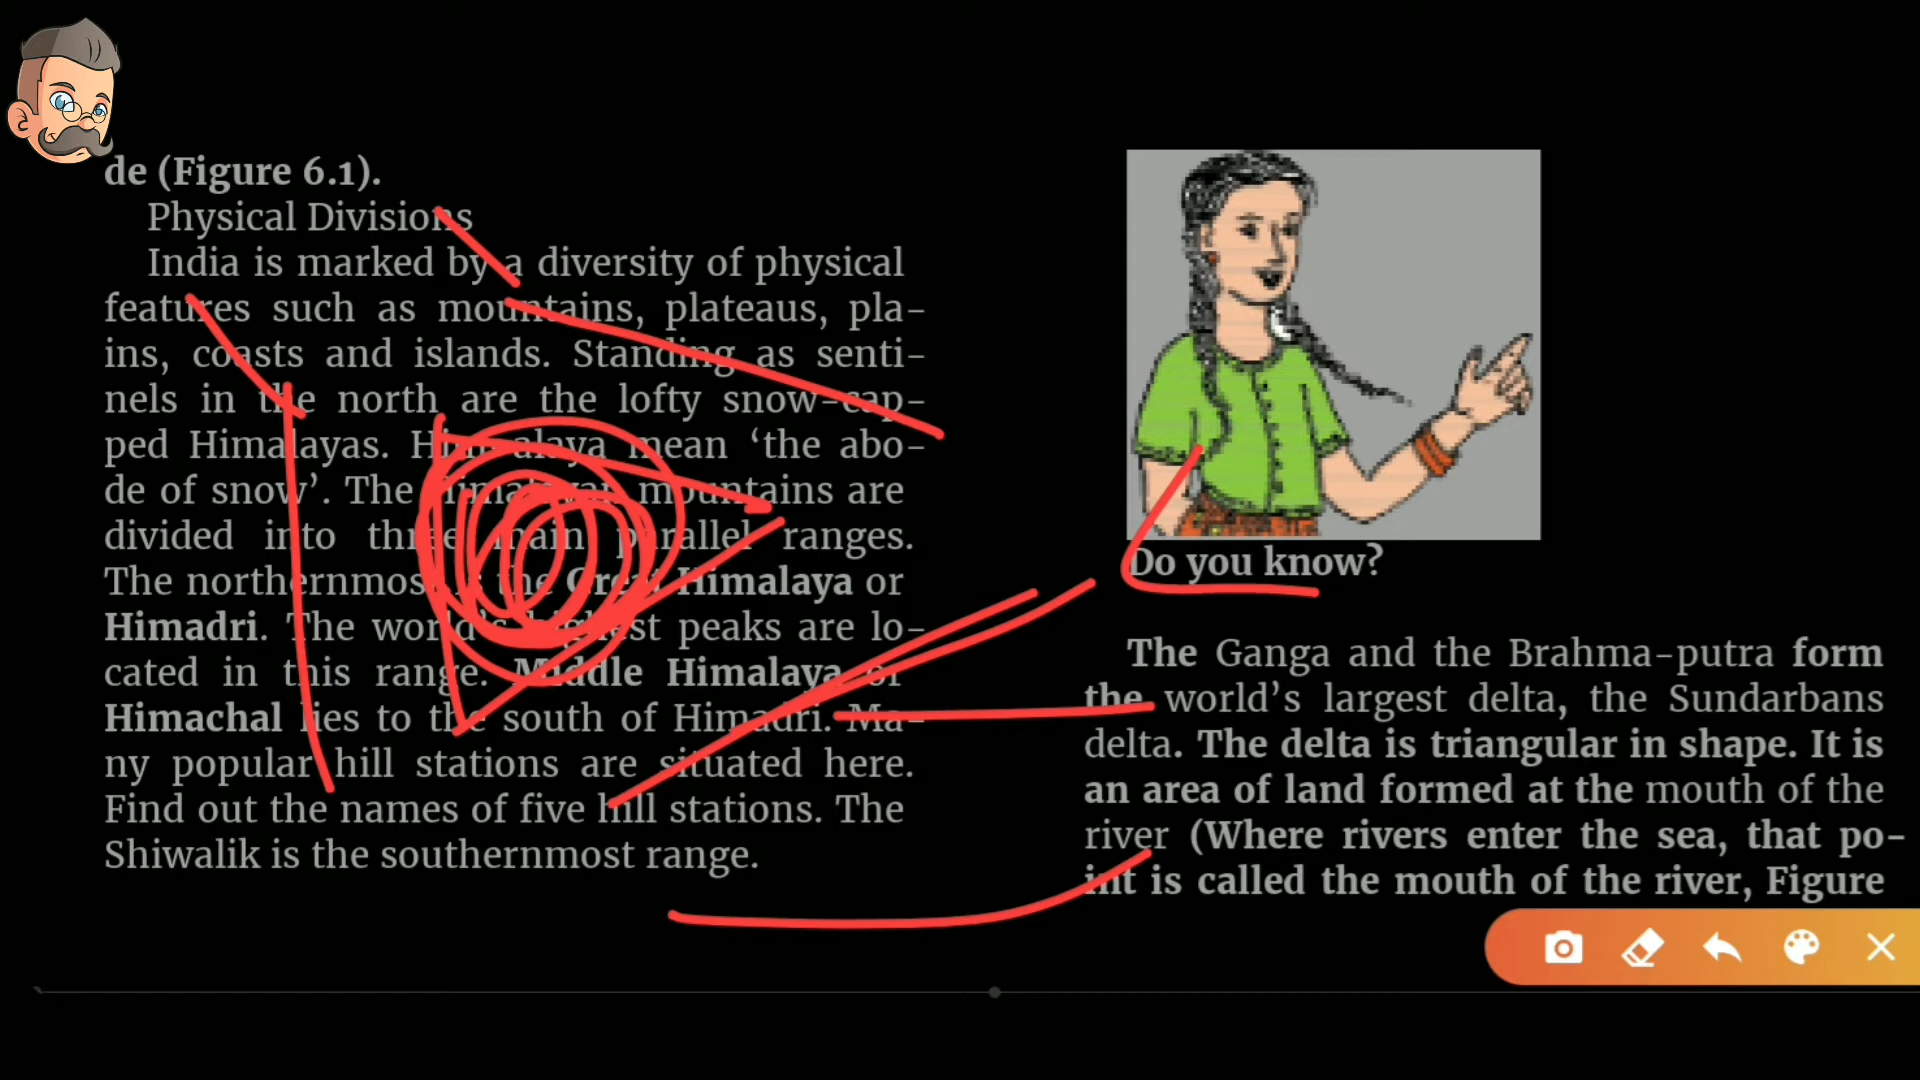 de (Figure 6.1).
Physical Divisions
India is marked by a diversity of physical
features such as mountains, plateaus, pla-
ins, coasts and islands. Standing as senti-
nels in the north are the lofty snow-cap-
ped Himalayas. Himalaya mean ‘the abo-
de of snow’. The Himalayan mountains are
divided into three main parallel ranges.
The northernmost is the Great Himalaya or
Himadri. The world’s highest peaks are lo-
cated in this range. Middle Himalaya or
Himachal lies to the south of Himadri. Ma-
ny popular hill stations are situated here.
Find out the names of five hill stations. The
Shiwalik is the southernmost range.
Do you know?
The Ganga and the Brahma-putra form
the world’s largest delta, the Sundarbans
delta. The delta is triangular in shape. It is
an area of land formed at the mouth of the
river (Where rivers enter the sea, that po-
int is called the mouth of the river, Figure